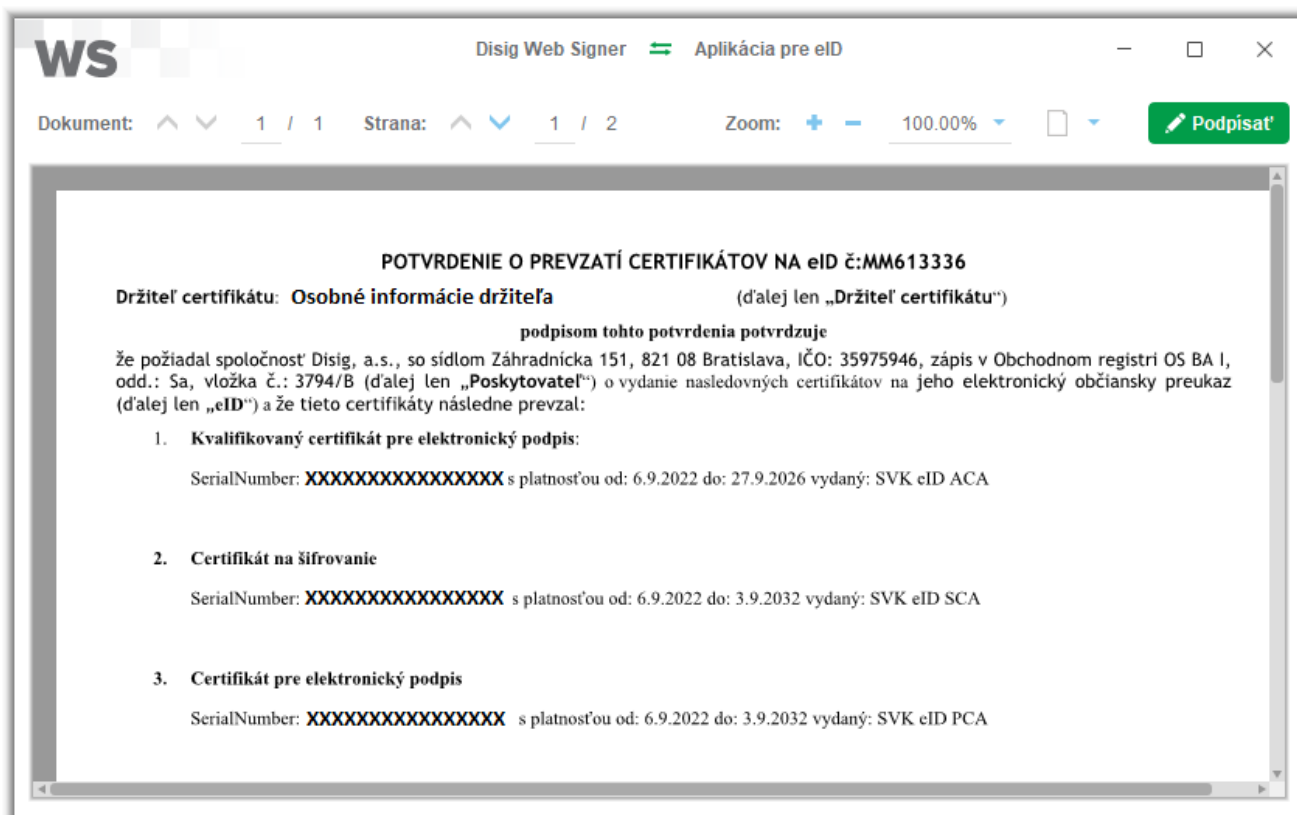 WS
Disig Web Signer Aplikácia pre eID
Dokument: 1 / 1 Strana: 1 / 2 Zoom: 100.00% Podpísať
POTVRDENIE O PREVZATÍ CERTIFIKÁTOV NA eID č:MM613336
Držiteľ certifikátu: Osobné informácie držiteľa (ďalej len „Držiteľ certifikátu“)
podpisom tohto potvrdenia potvrdzuje
že požiadal spoločnosť Disig, a.s., so sídlom Záhradnícka 151, 821 08 Bratislava, IČO: 35975946, zápis v Obchodnom registri OS BA I,
odd.: Sa, vložka č.: 3794/B (ďalej len „Poskytovateľ“) o vydanie nasledovných certifikátov na jeho elektronický občiansky preukaz
(ďalej len „eID“) a že tieto certifikáty následne prevzal:
1. Kvalifikovaný certifikát pre elektronický podpis:
SerialNumber: XXXXXXXXXXXXXXXX s platnosťou od: 6.9.2022 do: 27.9.2026 vydaný: SVK eID ACA
2. Certifikát na šifrovanie
SerialNumber: XXXXXXXXXXXXXXXX s platnosťou od: 6.9.2022 do: 3.9.2032 vydaný: SVK eID SCA
3. Certifikát pre elektronický podpis
SerialNumber: XXXXXXXXXXXXXXXX s platnosťou od: 6.9.2022 do: 3.9.2032 vydaný: SVK eID PCA